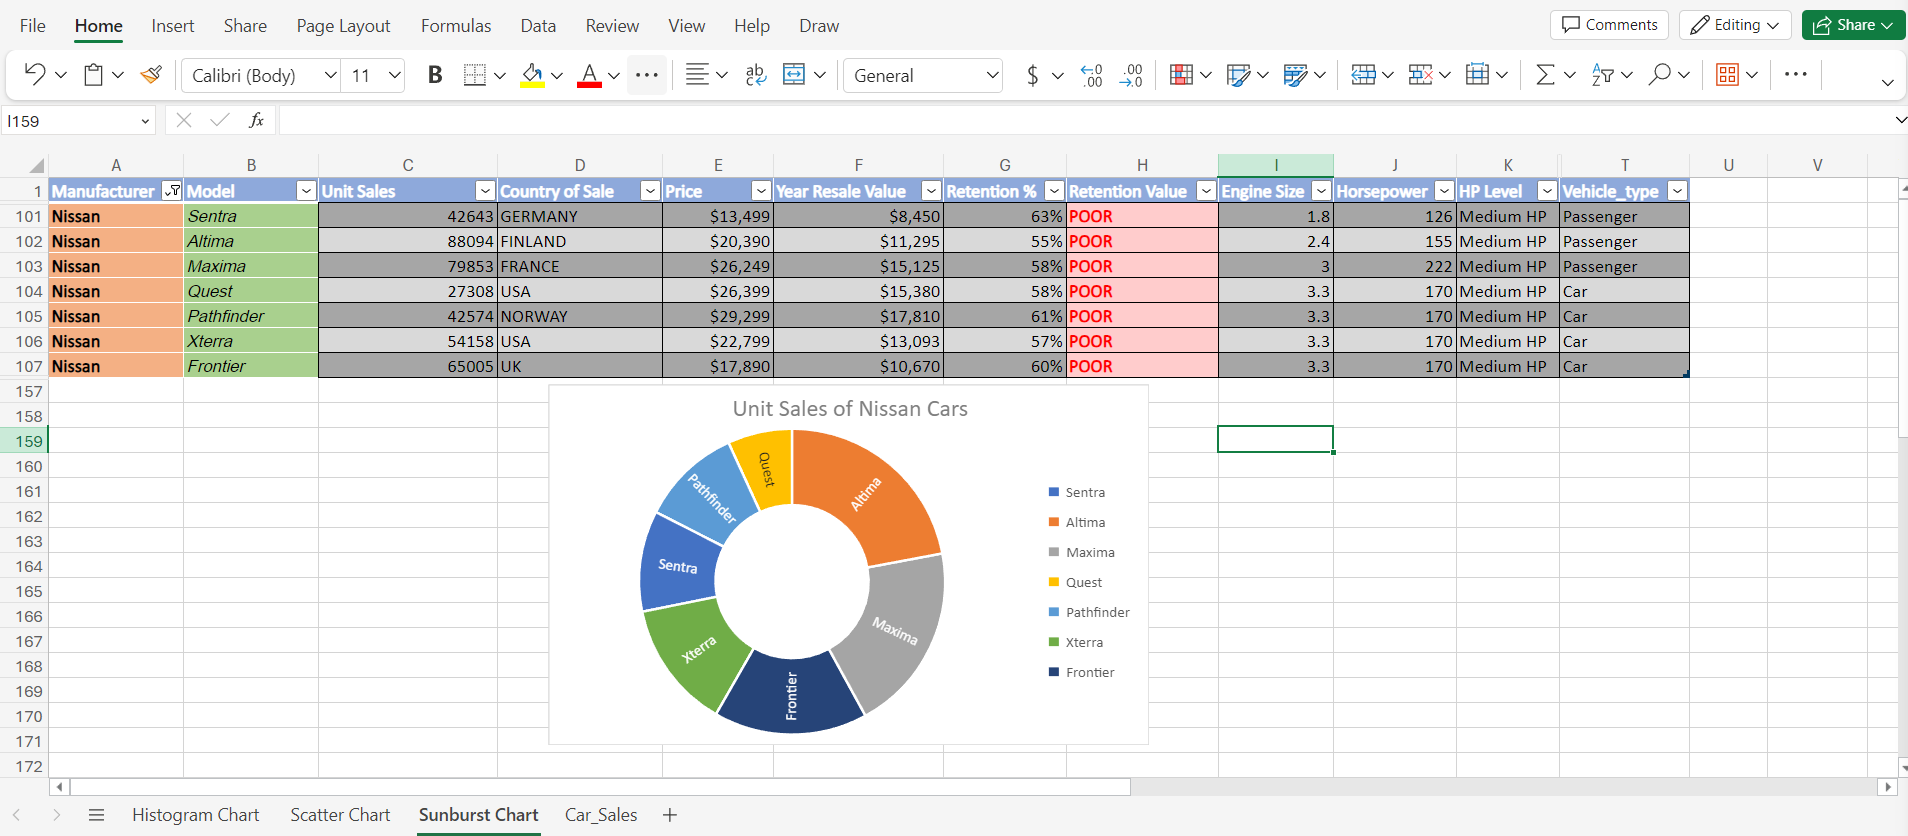 File Home Insert Share Page Layout Formulas Data Review View Help Draw Comments Editing Share
Calibri (Body) 11 B A ... ab c General $ .00 .00 ...
I159 fx
A B C D E F G H I J K T U V
1 Manufacturer Model Unit Sales Country of Sale Price Year Resale Value Retention % Retention Value Engine Size Horsepower HP Level Vehicle_type
101 Nissan Sentra 42643 GERMANY $13,499 $8,450 63% POOR 1.8 126 Medium HP Passenger
102 Nissan Altima 88094 FINLAND $20,390 $11,295 55% POOR 2.4 155 Medium HP Passenger
103 Nissan Maxima 79853 FRANCE $26,249 $15,125 58% POOR 3 222 Medium HP Passenger
104 Nissan Quest 27308 USA $26,399 $15,380 58% POOR 3.3 170 Medium HP Car
105 Nissan Pathfinder 42574 NORWAY $29,299 $17,810 61% POOR 3.3 170 Medium HP Car
106 Nissan Xterra 54158 USA $22,799 $13,093 57% POOR 3.3 170 Medium HP Car
107 Nissan Frontier 65005 UK $17,890 $10,670 60% POOR 3.3 170 Medium HP Car
157
158
159
160
161
162
163
164
165
166
167
168
169
170
171
172
Unit Sales of Nissan Cars
Quest
Altima
Pathfinder
Sentra
Maxima
Xterra
Frontier
Sentra
Altima
Maxima
Quest
Pathfinder
Xterra
Frontier
Histogram Chart Scatter Chart Sunburst Chart Car_Sales